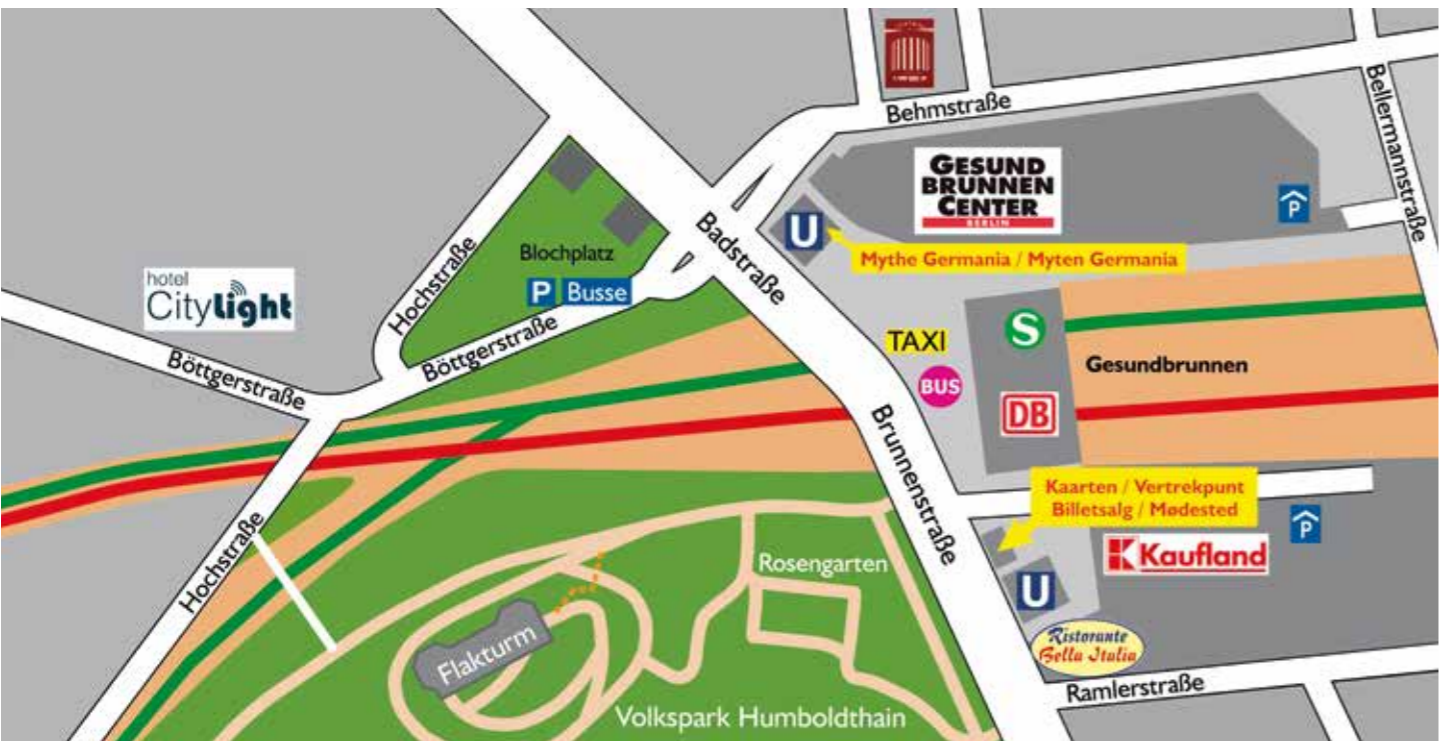 Behmstraße
Bellermannstraße
GESUND
BRUNNEN
CENTER
BERLIN
P
U
Mythe Germania / Myten Germania
Badstraße
Blochplatz
P Busse
Hochstraße
hotel
CityLight
Böttgerstraße
Böttgerstraße
TAXI
BUS
S
Gesundbrunnen
DB
Brunnenstraße
Kaarten / Vertrekpunt
Billetsalg / Mødested
P
Kaufland
U
Ristorante
Bella Italia
Ramlerstraße
Hochstraße
Rosengarten
Flakturm
Volkspark Humboldthain